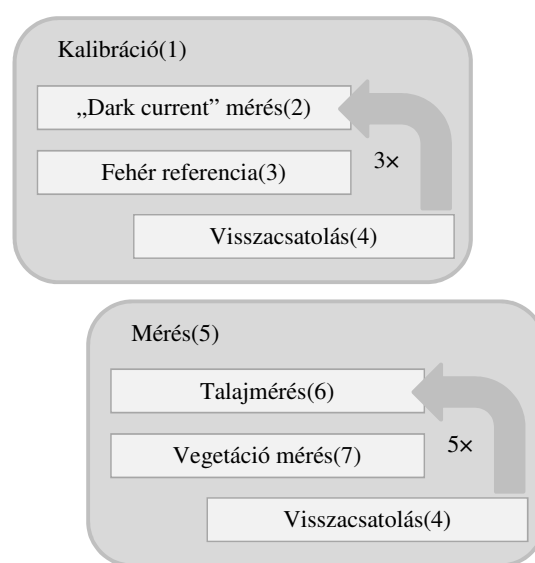 Kalibráció(1)
„Dark current” mérés(2)
Fehér referencia(3)
3×
Visszacsatolás(4)
Mérés(5)
Talajmérés(6)
Vegetáció mérés(7)
5×
Visszacsatolás(4)